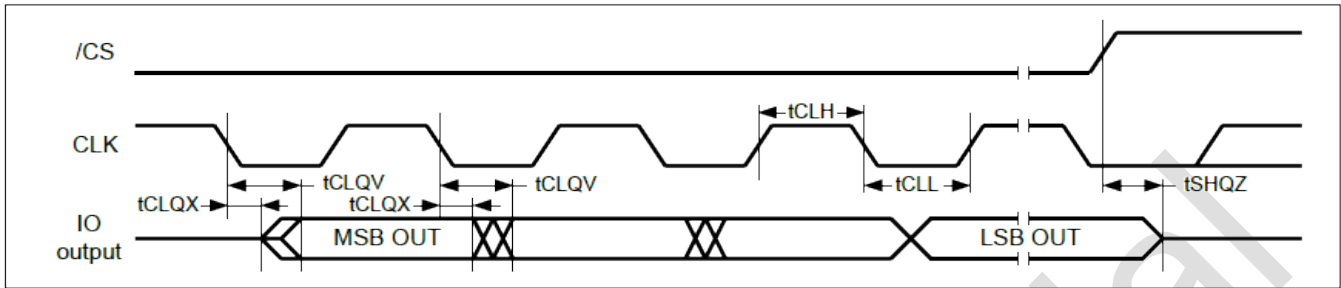 /CS
tCLH
CLK
tCLQV
tCLQV
tCLL
tSHQZ
tCLQX
tCLQX
IO
output
MSB OUT
LSB OUT